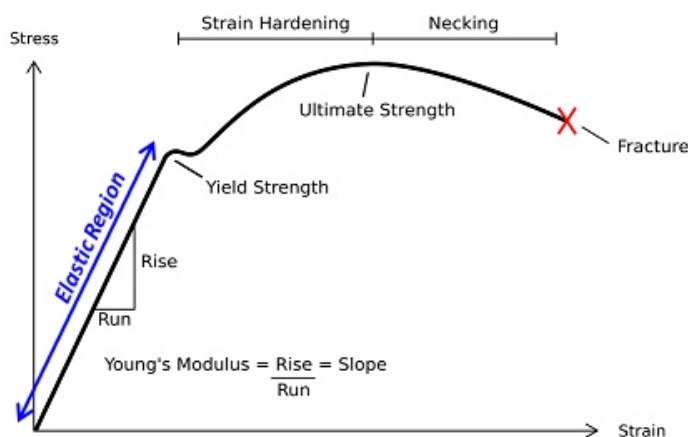 Strain Hardening
Necking
Stress
Ultimate Strength
Fracture
Yield Strength
Elastic Region
Rise
Run
Young's Modulus = Rise = Slope
Run
Strain